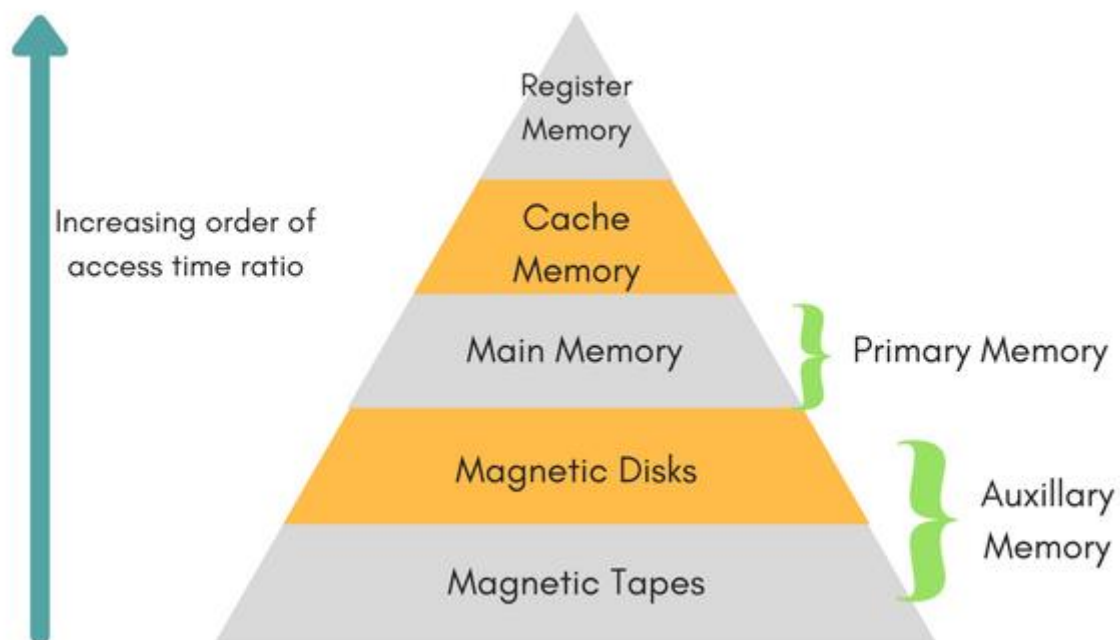 Register
Memory
Increasing order of
access time ratio
Cache
Memory
Main Memory
Primary Memory
Magnetic Disks
Auxillary
Memory
Magnetic Tapes